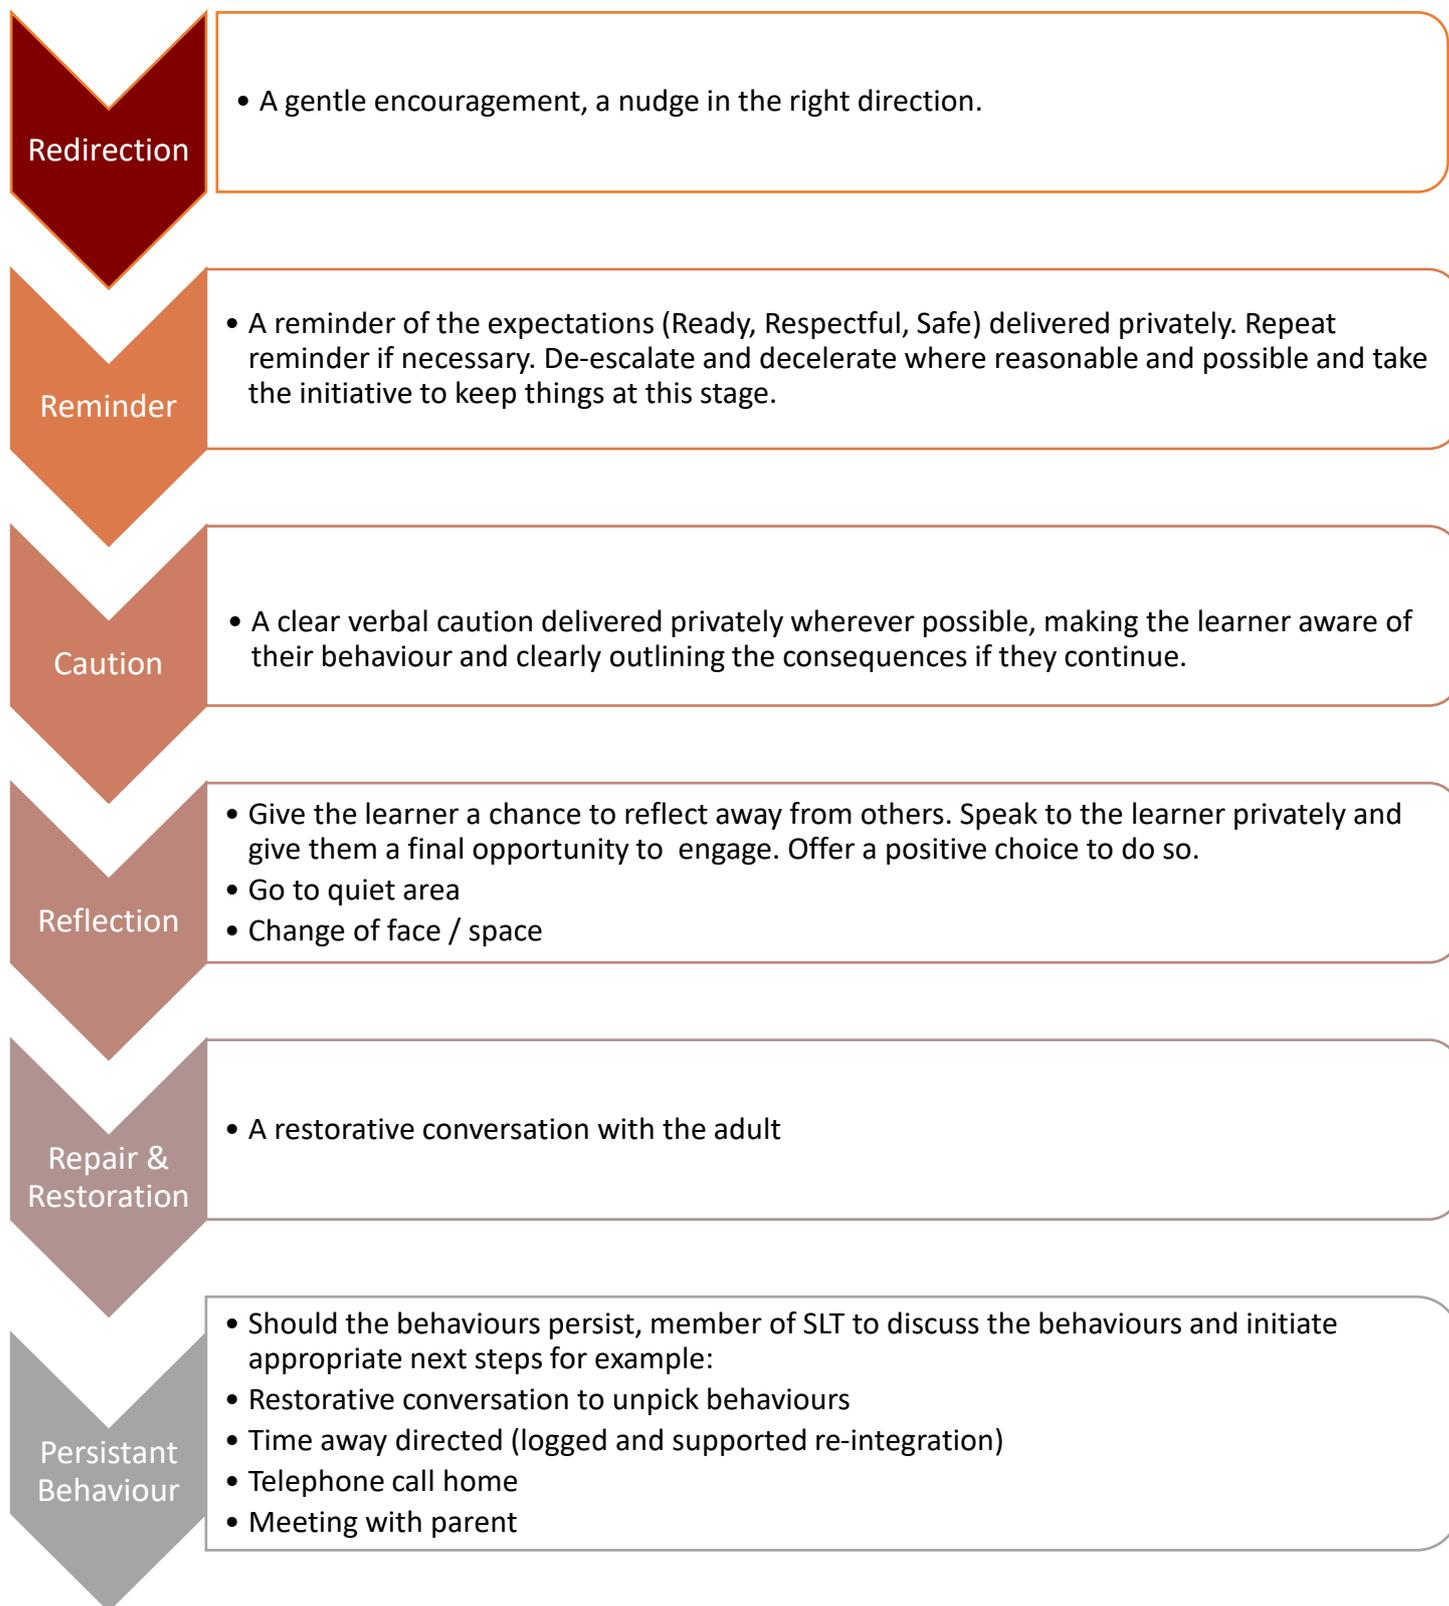 Redirection
• A gentle encouragement, a nudge in the right direction.
Reminder
• A reminder of the expectations (Ready, Respectful, Safe) delivered privately. Repeat
reminder if necessary. De-escalate and decelerate where reasonable and possible and take
the initiative to keep things at this stage.
Caution
• A clear verbal caution delivered privately wherever possible, making the learner aware of
their behaviour and clearly outlining the consequences if they continue.
Reflection
• Give the learner a chance to reflect away from others. Speak to the learner privately and
give them a final opportunity to  engage. Offer a positive choice to do so.
• Go to quiet area
• Change of face / space
Repair &
Restoration
• A restorative conversation with the adult
Persistant
Behaviour
• Should the behaviours persist, member of SLT to discuss the behaviours and initiate
appropriate next steps for example:
• Restorative conversation to unpick behaviours
• Time away directed (logged and supported re-integration)
• Telephone call home
• Meeting with parent